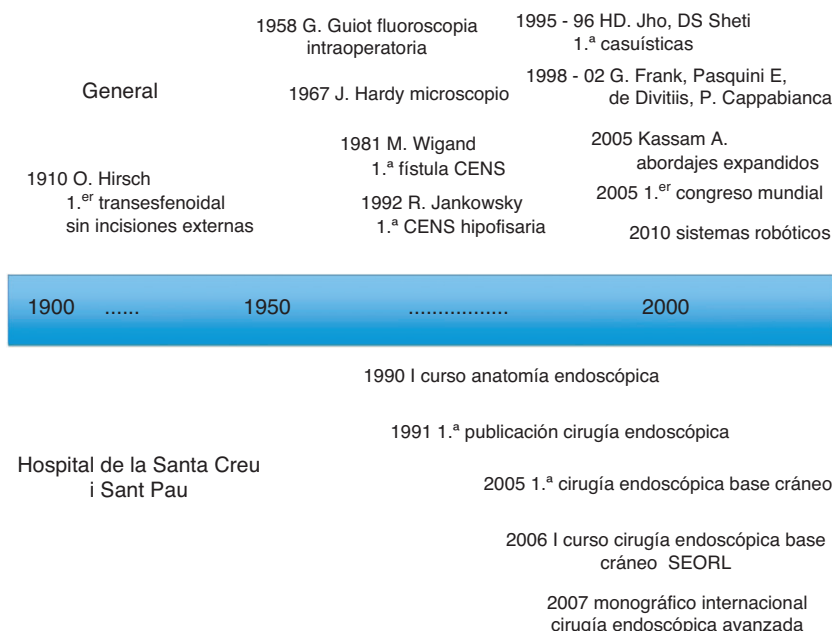 General
1910 O. Hirsch
1.er transesfenoidal
sin incisiones externas
1958 G. Guiot fluoroscopia
intraoperatoria
1967 J. Hardy microscopio
1981 M. Wigand
1.ª fístula CENS
1992 R. Jankowsky
1.ª CENS hipofisaria
1995 - 96 HD. Jho, DS Sheti
1.ª casuísticas
1998 - 02 G. Frank, Pasquini E,
de Divitiis, P. Cappabianca
2005 Kassam A.
abordajes expandidos
2005 1.er congreso mundial
2010 sistemas robóticos
1900 ...... 1950 ................. 2000
Hospital de la Santa Creu
i Sant Pau
1990 I curso anatomía endoscópica
1991 1.ª publicación cirugía endoscópica
2005 1.ª cirugía endoscópica base cráneo
2006 I curso cirugía endoscópica base
cráneo SEORL
2007 monográfico internacional
cirugía endoscópica avanzada